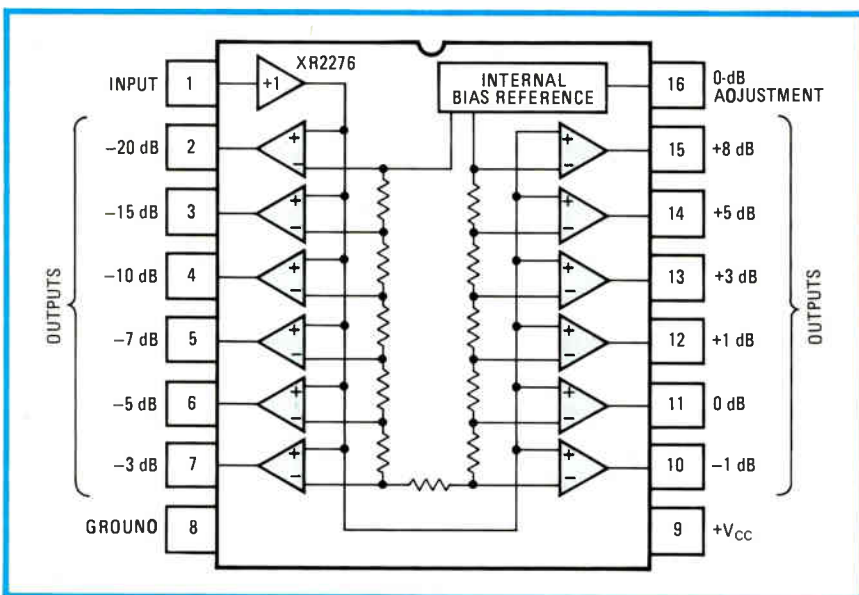 XR2276
INPUT 1
+1
INTERNAL
BIAS REFERENCE
16 0-dB
AOJUSTMENT
OUTPUTS
-20 dB 2
+
−
+
−
15 +8 dB
-15 dB 3
+
−
+
−
14 +5 dB
-10 dB 4
+
−
+
−
13 +3 dB
-7 dB 5
+
−
+
−
12 +1 dB
-5 dB 6
+
−
+
−
11 0 dB
-3 dB 7
+
−
+
−
10 -1 dB
OUTPUTS
GROUNO 8
9 +VCC